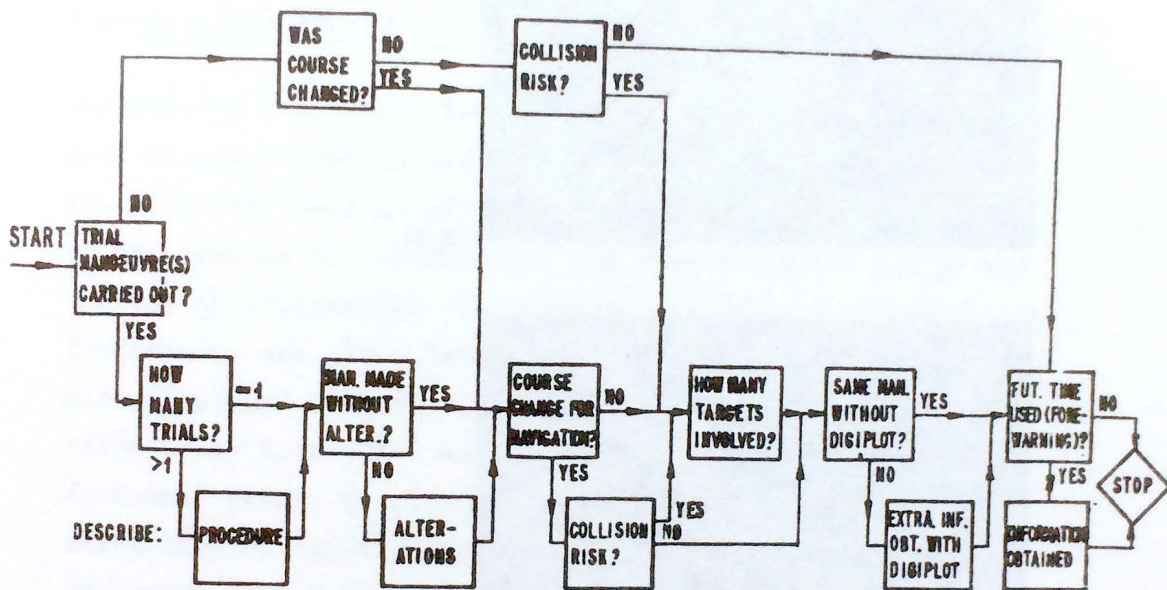 WAS
COURSE
CHANGED?
NO
YES
COLLISION
RISK?
NO
YES
NO
START
TRIAL
MANOEUVRE(S)
CARRIED OUT?
YES
HOW
MANY
TRIALS?
=1
>1
MAN. MADE
WITHOUT
ALTER.?
YES
NO
COURSE
CHANGE FOR
NAVIGATION?
NO
YES
HOW MANY
TARGETS
INVOLVED?
SAME MAN.
WITHOUT
DIGIPLOT?
YES
NO
FUT. TIME
USED (FORE-
WARNING)?
NO
YES
STOP
DESCRIBE:
PROCEDURE
ALTER-
ATIONS
COLLISION
RISK?
YES
NO
EXTRA. INF.
OBT. WITH
DIGIPLOT
INFORMATION
OBTAINED